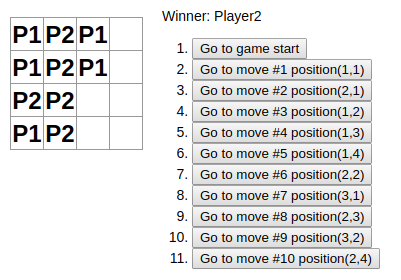 P1 P2 P1
P1 P2 P1
P2 P2
P1 P2
Winner: Player2
1. Go to game start
2. Go to move #1 position(1,1)
3. Go to move #2 position(2,1)
4. Go to move #3 position(1,2)
5. Go to move #4 position(1,3)
6. Go to move #5 position(1,4)
7. Go to move #6 position(2,2)
8. Go to move #7 position(3,1)
9. Go to move #8 position(2,3)
10. Go to move #9 position(3,2)
11. Go to move #10 position(2,4)